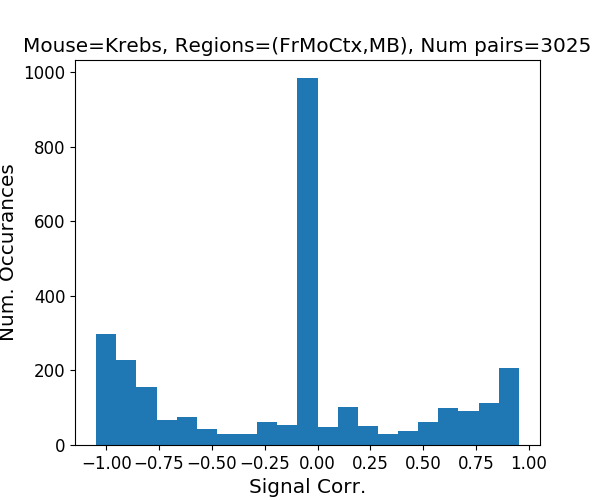 Mouse=Krebs, Regions=(FrMoCtx,MB), Num pairs=3025
1000
800
600
400
200
0
Num. Occurances
−1.00 −0.75 −0.50 −0.25 0.00 0.25 0.50 0.75 1.00
Signal Corr.